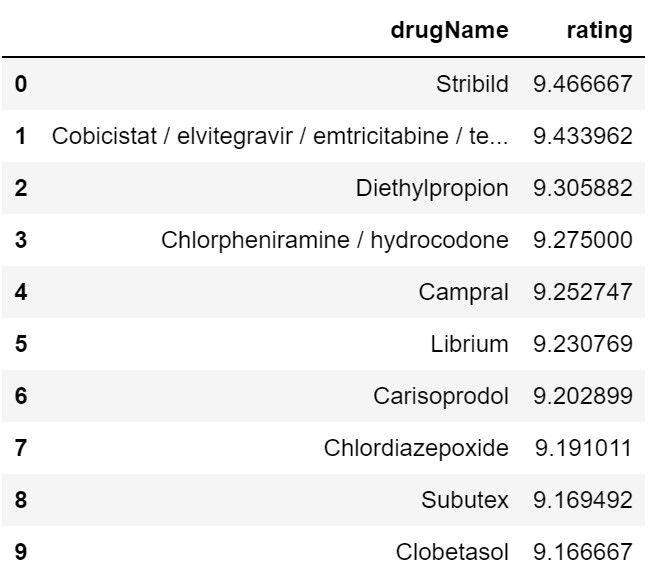 drugName rating
0 Stribild 9.466667
1 Cobicistat / elvitegravir / emtricitabine / te... 9.433962
2 Diethylpropion 9.305882
3 Chlorpheniramine / hydrocodone 9.275000
4 Campral 9.252747
5 Librium 9.230769
6 Carisoprodol 9.202899
7 Chlordiazepoxide 9.191011
8 Subutex 9.169492
9 Clobetasol 9.166667